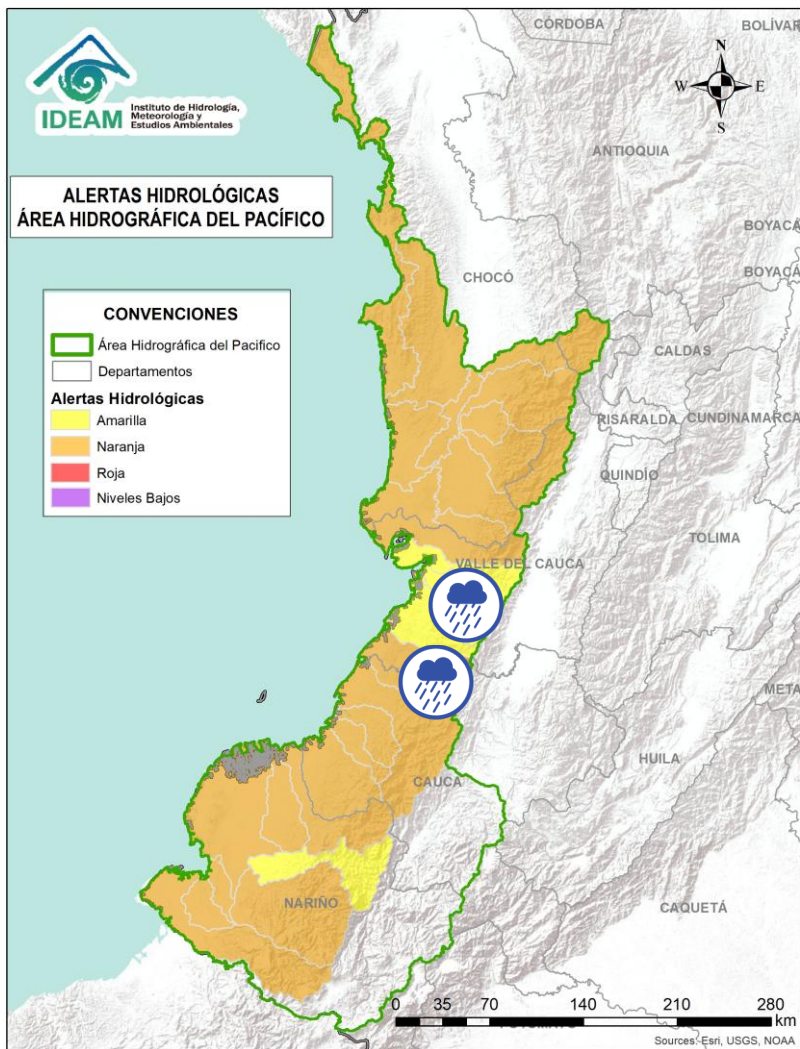 CÓRDOBA
BOLÍVAR
N
W
E
S
IDEAM
Instituto de Hidrología,
Meteorología y
Estudios Ambientales
ANTIOQUIA
ALERTAS HIDROLÓGICAS
ÁREA HIDROGRÁFICA DEL PACÍFICO
BOYACÁ
BOYACÁ
CHOCÓ
CONVENCIONES
Área Hidrográfica del Pacifico
Departamentos
Alertas Hidrológicas
Amarilla
Naranja
Roja
Niveles Bajos
CALDAS
RISARALDA
CUNDINAMARCA
QUINDÍO
TOLIMA
VALLE DEL CAUCA
META
HUILA
CAUCA
NARIÑO
CAQUETÁ
0 35 70 140 210 280
km
Sources: Esri, USGS, NOAA